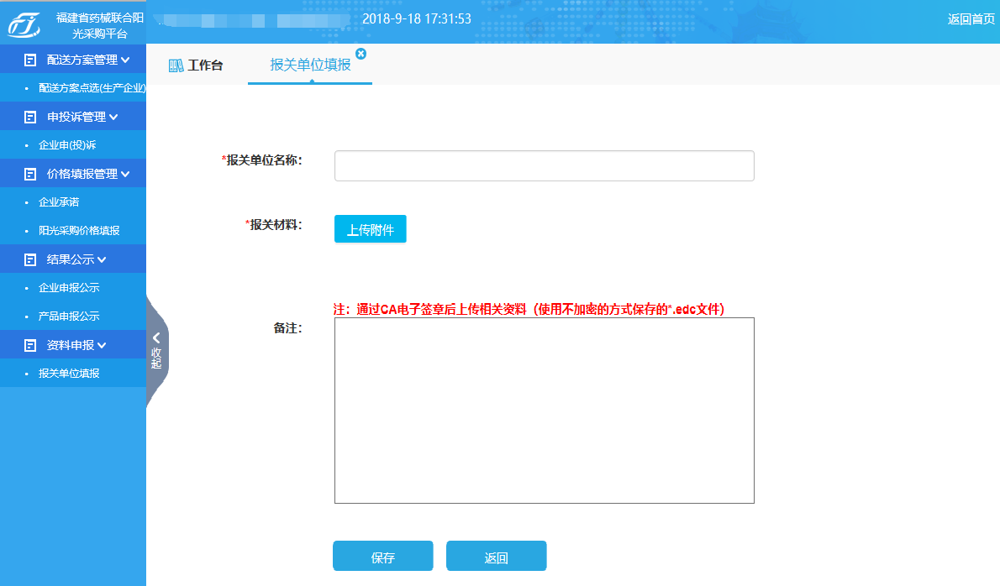 福建省药械联合阳
光采购平台
2018-9-18 17:31:53
返回首页
配送方案管理
配送方案点选(生产企业)
申投诉管理
企业申(投)诉
价格填报管理
企业承诺
阳光采购价格填报
结果公示
企业申报公示
产品申报公示
资料申报
报关单位填报
收起
工作台
报关单位填报
*报关单位名称：
*报关材料：
上传附件
注：通过CA电子签章后上传相关资料（使用不加密的方式保存的*.edc文件）
备注：
保存
返回